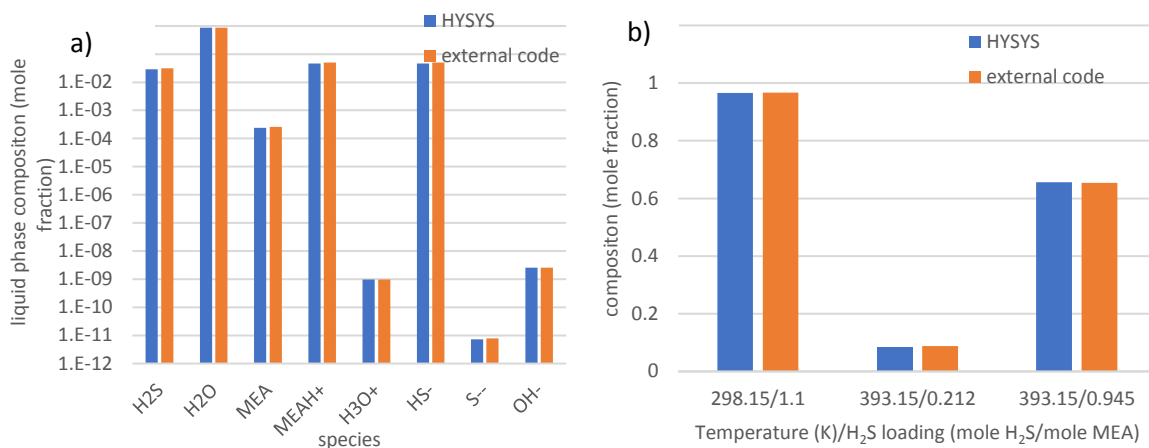 a)
HYSYS
external code
liquid phase compositon (mole
fraction)
1.E-02
1.E-03
1.E-04
1.E-05
1.E-06
1.E-07
1.E-08
1.E-09
1.E-10
1.E-11
1.E-12
H2S
H2O
MEA
MEAH+
H3O+
HS-
S--
OH-
species
b)
HYSYS
external code
compositon (mole fraction)
1
0.8
0.6
0.4
0.2
0
298.15/1.1
393.15/0.212
393.15/0.945
Temperature (K)/H₂S loading (mole H₂S/mole MEA)